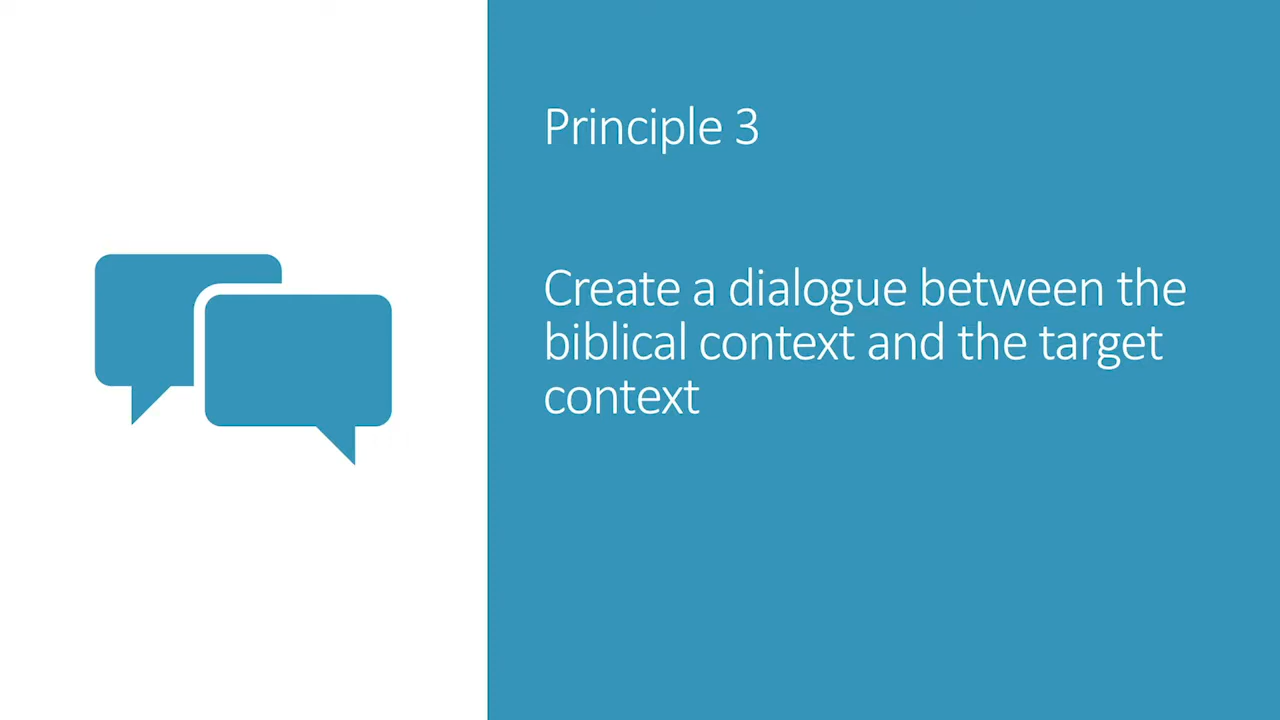 Principle 3
Create a dialogue between the
biblical context and the target
context